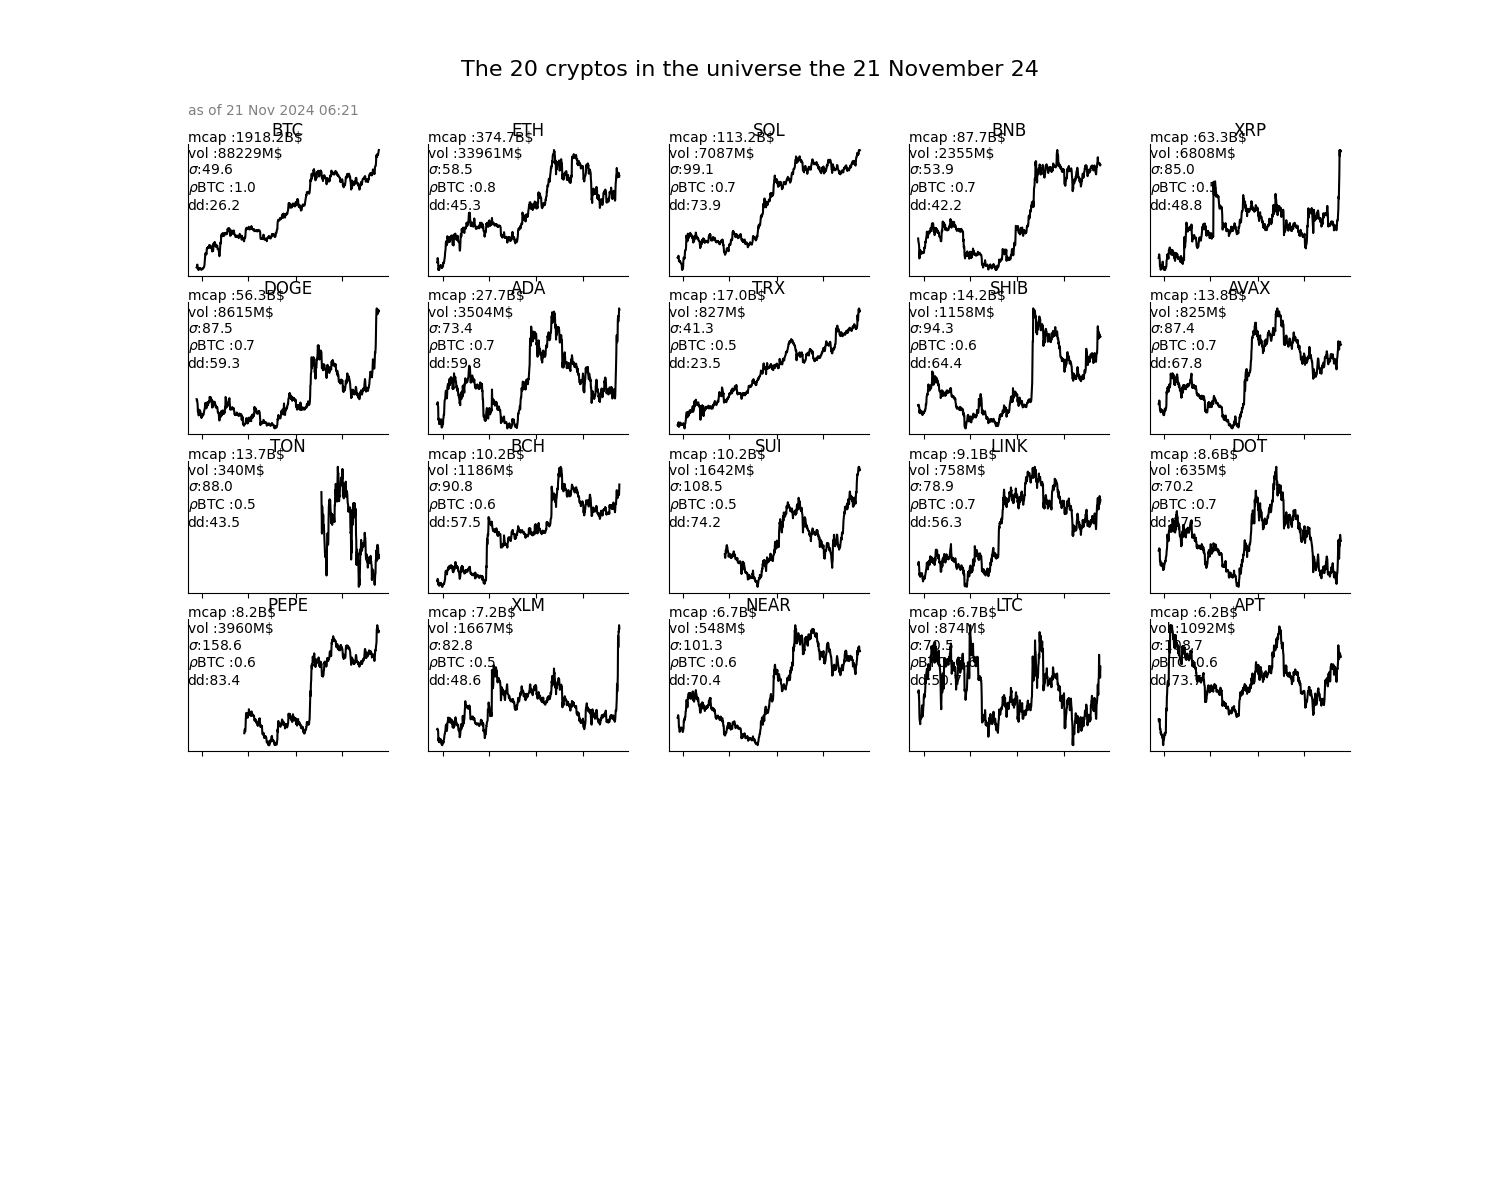 The 20 cryptos in the universe the 21 November 24
as of 21 Nov 2024 06:21
BTC
mcap :1918.2B$
vol :88229M$
σ:49.6
ρBTC :1.0
dd:26.2
ETH
mcap :374.7B$
vol :33961M$
σ:58.5
ρBTC :0.8
dd:45.3
SOL
mcap :113.2B$
vol :7087M$
σ:99.1
ρBTC :0.7
dd:73.9
BNB
mcap :87.7B$
vol :2355M$
σ:53.9
ρBTC :0.7
dd:42.2
XRP
mcap :63.3B$
vol :6808M$
σ:85.0
ρBTC :0.5
dd:48.8
DOGE
mcap :56.3B$
vol :8615M$
σ:87.5
ρBTC :0.7
dd:59.3
ADA
mcap :27.7B$
vol :3504M$
σ:73.4
ρBTC :0.7
dd:59.8
TRX
mcap :17.0B$
vol :827M$
σ:41.3
ρBTC :0.5
dd:23.5
SHIB
mcap :14.2B$
vol :1158M$
σ:94.3
ρBTC :0.6
dd:64.4
AVAX
mcap :13.8B$
vol :825M$
σ:87.4
ρBTC :0.7
dd:67.8
TON
mcap :13.7B$
vol :340M$
σ:88.0
ρBTC :0.5
dd:43.5
BCH
mcap :10.2B$
vol :1186M$
σ:90.8
ρBTC :0.6
dd:57.5
SUI
mcap :10.2B$
vol :1642M$
σ:108.5
ρBTC :0.5
dd:74.2
LINK
mcap :9.1B$
vol :758M$
σ:78.9
ρBTC :0.7
dd:56.3
DOT
mcap :8.6B$
vol :635M$
σ:70.2
ρBTC :0.7
PEPE
mcap :8.2B$
vol :3960M$
σ:158.6
ρBTC :0.6
dd:83.4
XLM
mcap :7.2B$
vol :1667M$
σ:82.8
ρBTC :0.5
dd:48.6
NEAR
mcap :6.7B$
vol :548M$
σ:101.3
ρBTC :0.6
dd:70.4
LTC
mcap :6.7B$
vol :874M$
σ:70.5
APT
mcap :6.2B$
vol :1092M$
σ:108.7
ρBTC :0.6